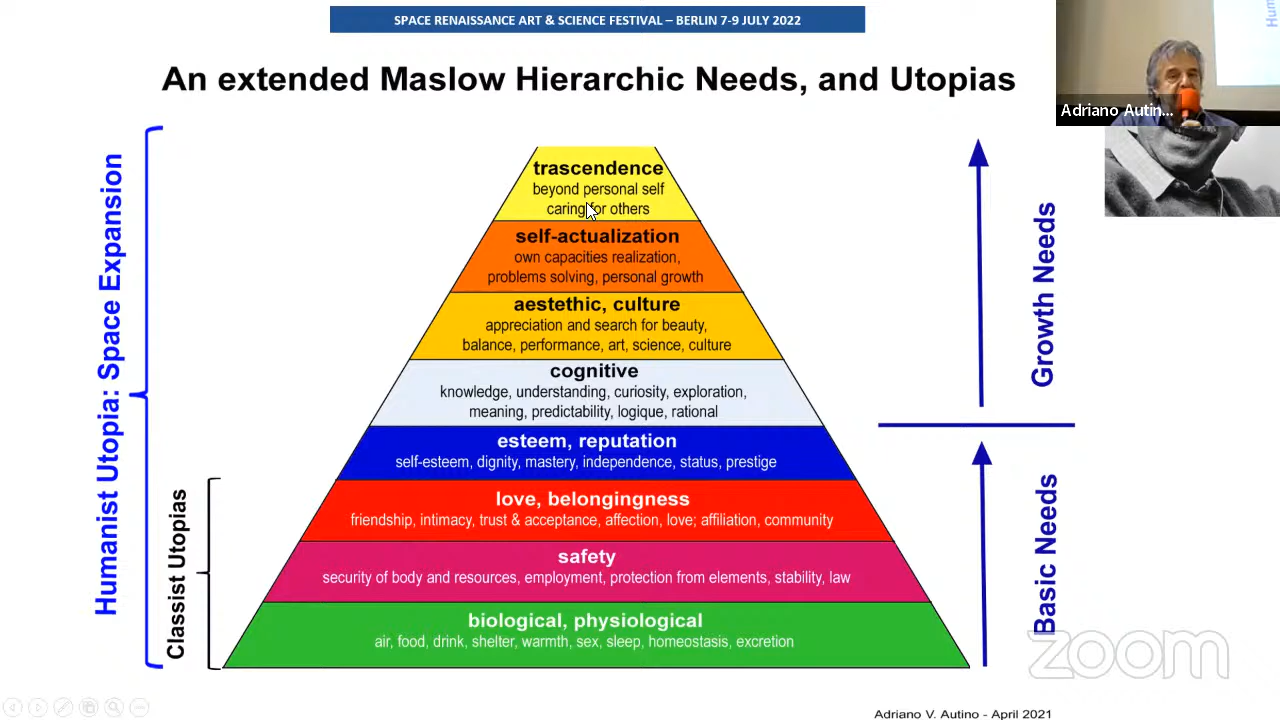 SPACE RENAISSANCE ART & SCIENCE FESTIVAL – BERLIN 7-9 JULY 2022
An extended Maslow Hierarchic Needs, and Utopias
Adriano Autin...
Humanist Utopia: Space Expansion
Classist Utopias
trascendence
beyond personal self
caring for others
self-actualization
own capacities realization,
problems solving, personal growth
aestethic, culture
appreciation and search for beauty,
balance, performance, art, science, culture
cognitive
knowledge, understanding, curiosity, exploration,
meaning, predictability, logique, rational
esteem, reputation
self-esteem, dignity, mastery, independence, status, prestige
love, belongingness
friendship, intimacy, trust & acceptance, affection, love; affiliation, community
safety
security of body and resources, employment, protection from elements, stability, law
biological, physiological
air, food, drink, shelter, warmth, sex, sleep, homeostasis, excretion
Growth Needs
Basic Needs
zoom
Adriano V. Autino - April 2021